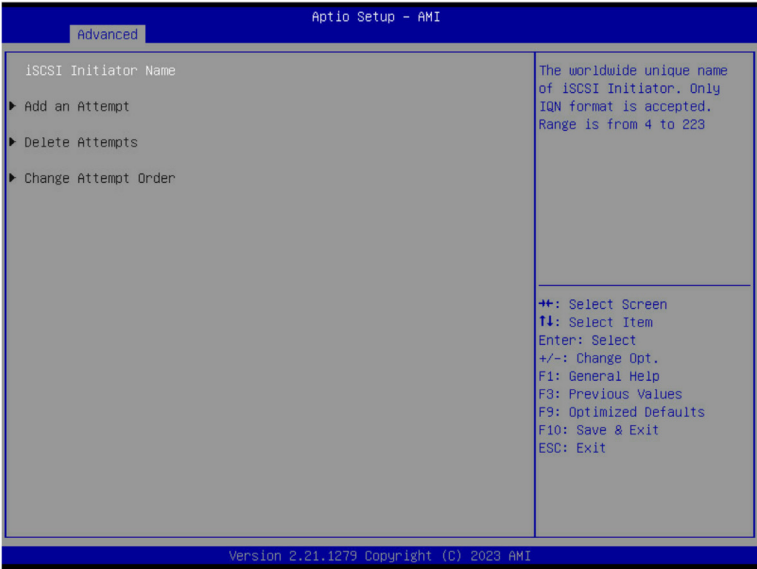 Aptio Setup – AMI
Advanced
iSCSI Initiator Name
▶ Add an Attempt
▶ Delete Attempts
▶ Change Attempt Order
The worldwide unique name
of iSCSI Initiator. Only
IQN format is accepted.
Range is from 4 to 223
→←: Select Screen
↑↓: Select Item
Enter: Select
+/-: Change Opt.
F1: General Help
F3: Previous Values
F9: Optimized Defaults
F10: Save & Exit
ESC: Exit
Version 2.21.1279 Copyright (C) 2023 AMI